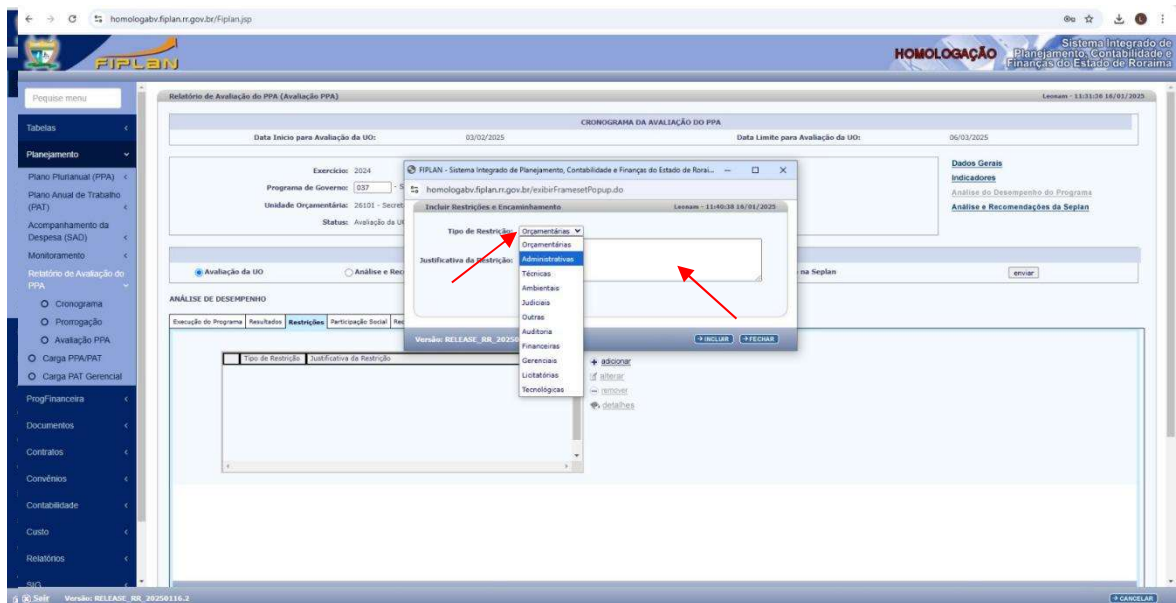 homologabv.fiplan.rr.gov.br/Fiplan.jsp
FIPLAN
HOMOLOGAÇÃO
Sistema Integrado de
Planejamento, Contabilidade e
Finanças do Estado de Roraima
Pequise menu
Tabelas
Planejamento
Plano Plurianual (PPA)
Plano Anual de Trabalho
(PAT)
Acompanhamento da
Despesa (SAD)
Monitoramento
Relatório de Avaliação do
PPA
Cronograma
Prorrogação
Avaliação PPA
Carga PPA/PAT
Carga PAT Gerencial
ProgFinanceira
Documentos
Contratos
Convênios
Contabilidade
Custo
Relatórios
SIG
Sair Versão: RELEASE_RR_20250116.2
Relatório de Avaliação do PPA (Avaliação PPA)
Leonam - 11:31:36 16/01/2025
CRONOGRAMA DA AVALIAÇÃO DO PPA
Data Início para Avaliação da UO: 03/02/2025 Data Limite para Avaliação da UO: 06/03/2025
Exercício: 2024
Programa de Governo: 037 - S
Unidade Orçamentária: 26101 - Secret
Status: Avaliação da U
Dados Gerais
Indicadores
Análise do Desempenho do Programa
Análise e Recomendações da Seplan
Avaliação da UO
Análise e Rec
na Seplan
enviar
ANÁLISE DE DESEMPENHO
Execução do Programa Resultados Restrições Participação Social Rec
Tipo de Restrição Justificativa de Restrição
adicionar
alterar
remover
detalhes
FIPLAN - Sistema Integrado de Planejamento, Contabilidade e Finanças do Estado de Rorai...
homologabv.fiplan.rr.gov.br/exibirFramesetPopup.do
Incluir Restrições e Encaminhamento
Leonam - 11:40:38 16/01/2025
Tipo de Restrição: Orçamentárias
Justificativa da Restrição:
Orçamentárias
Administrativas
Técnicas
Ambientais
Judiciais
Outras
Auditoria
Financeiras
Gerenciais
Licitatórias
Tecnológicas
Versão: RELEASE_RR_20250
INCLUIR
FECHAR
CANCELAR